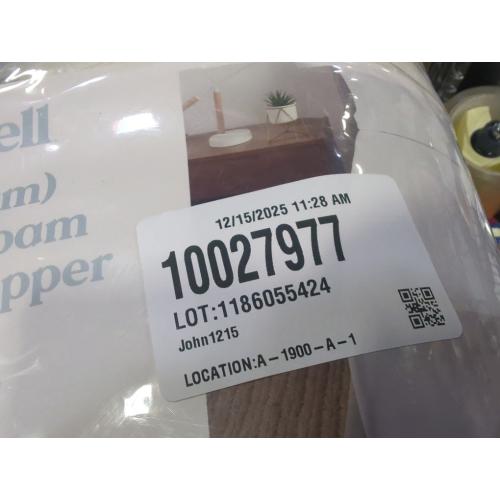 ell
m)
oam
pper
12/15/2025 11:28 AM
10027977
LOT:1186055424
John1215
LOCATION:A-1900-A-1